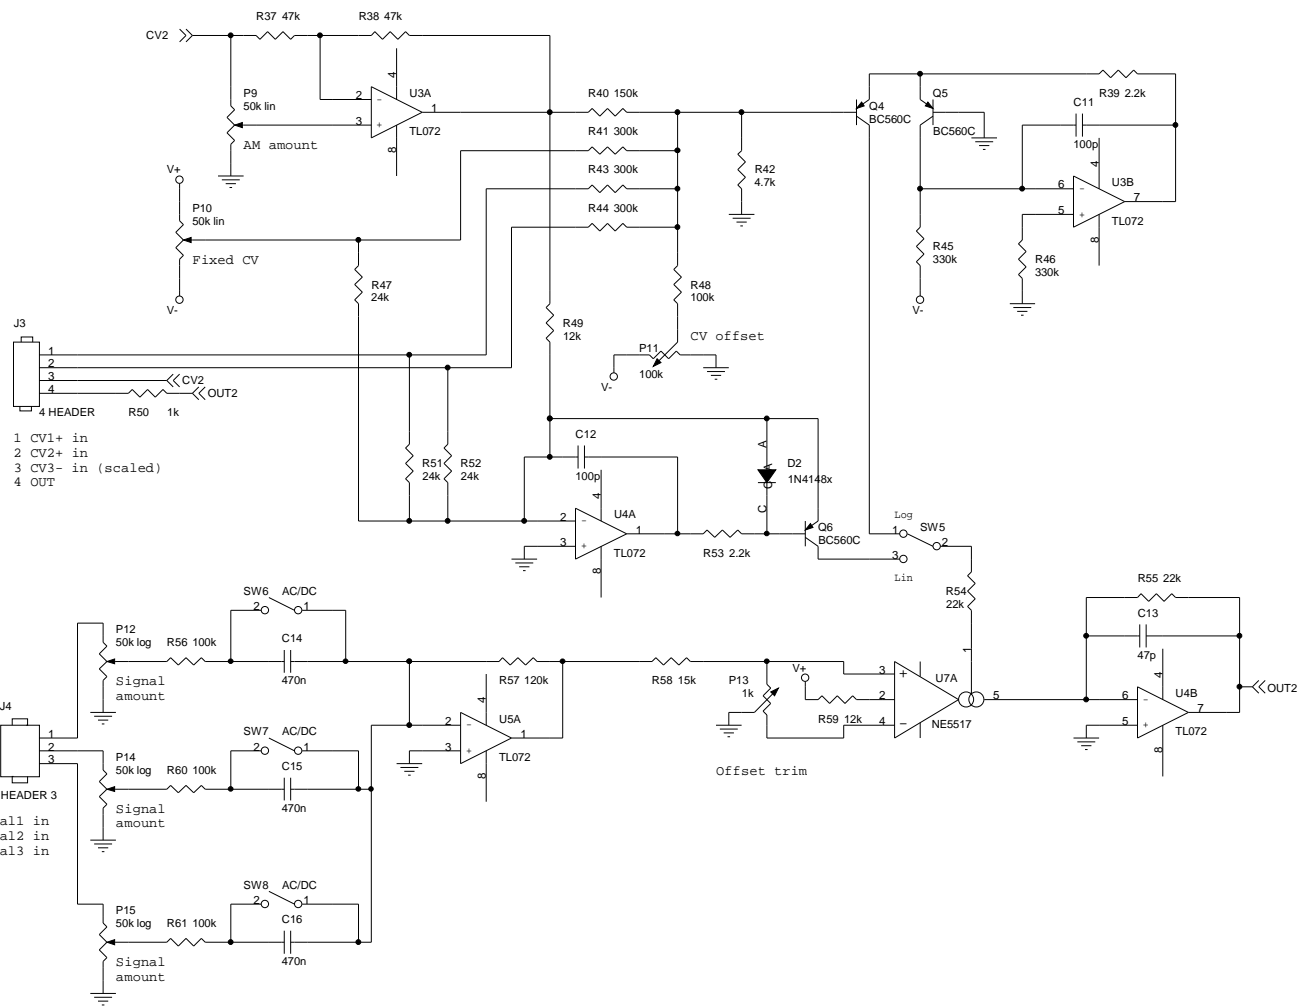 R37 47k
R38 47k
CV2
4
P9
50k lin
U3A
2
-
1
3
+
TL072
8
AM amount
R40 150k
R41 300k
R43 300k
R44 300k
R42
4.7k
Q4
BC560C
Q5
BC560C
R39 2.2k
C11
100p
4
6
-
U3B
7
5
+
TL072
8
R45
330k
V-
R46
330k
V+
P10
50k lin
Fixed CV
V-
R47
24k
R48
100k
R49
12k
CV offset
P11
100k
V-
J3
1
2
3
CV2
4
OUT2
4 HEADER
R50 1k
1 CV1+ in
2 CV2+ in
3 CV3- in (scaled)
4 OUT
R51
24k
R52
24k
C12
100p
4
U4A
2
-
1
3
+
TL072
8
A
A
D2
1N4148x
C
C
R53 2.2k
Q6
BC560C
Log
1
SW5
2
3
Lin
R54
22k
1
R55 22k
C13
47p
4
6
-
U4B
7
5
+
TL072
8
OUT2
SW6 AC/DC
2
1
P12
50k log
R56 100k
C14
470n
Signal
amount
R57 120k
R58 15k
P13
1k
V+
R59 12k
3
+
U7A
2
5
4
-
NE5517
Offset trim
4
U5A
2
-
1
3
+
TL072
8
J4
1
2
3
HEADER 3
al1 in
al2 in
al3 in
SW7 AC/DC
2
1
P14
50k log
R60 100k
C15
470n
Signal
amount
SW8 AC/DC
2
1
P15
50k log
R61 100k
C16
470n
Signal
amount